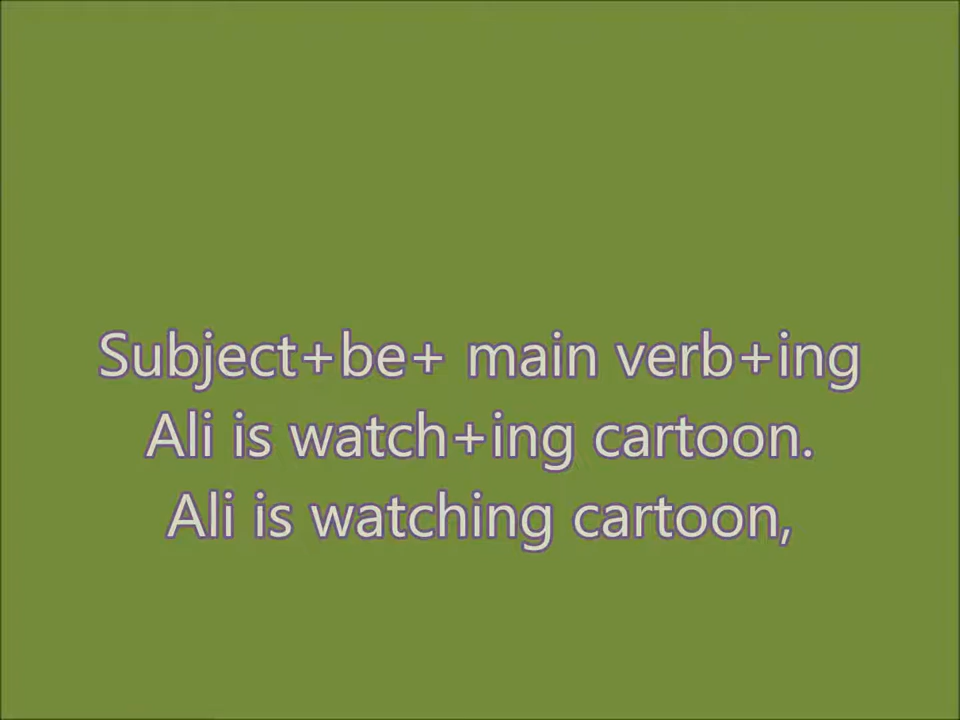 Subject+be+ main verb+ing
Ali is watch+ing cartoon.
Ali is watching cartoon,